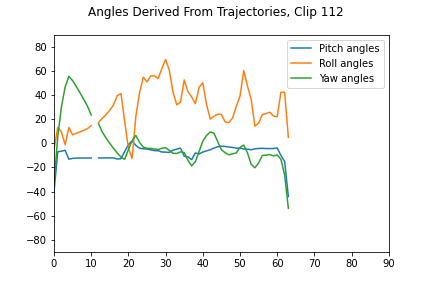 Angles Derived From Trajectories, Clip 112
Pitch angles
Roll angles
Yaw angles
80
60
40
20
0
−20
−40
−60
−80
0 10 20 30 40 50 60 70 80 90